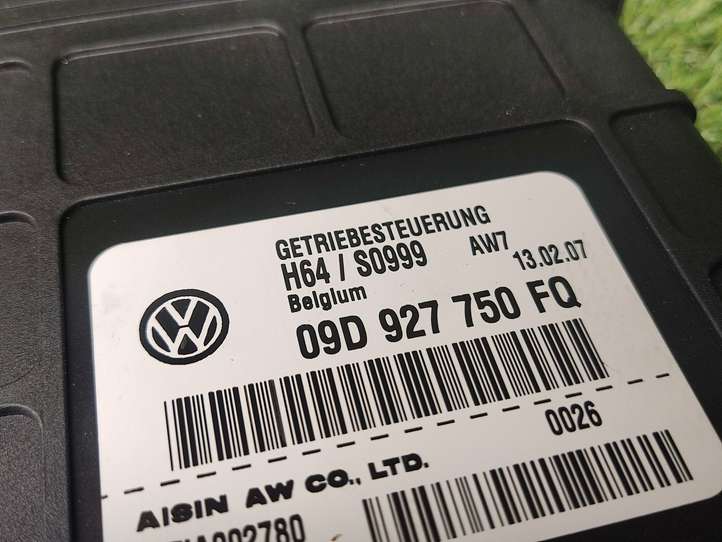 GETRIEBESTEUERUNG
H64 / S0999 AW7 13.02.07
Belgium
09D 927 750 FQ
0026
AISIN AW CO., LTD.